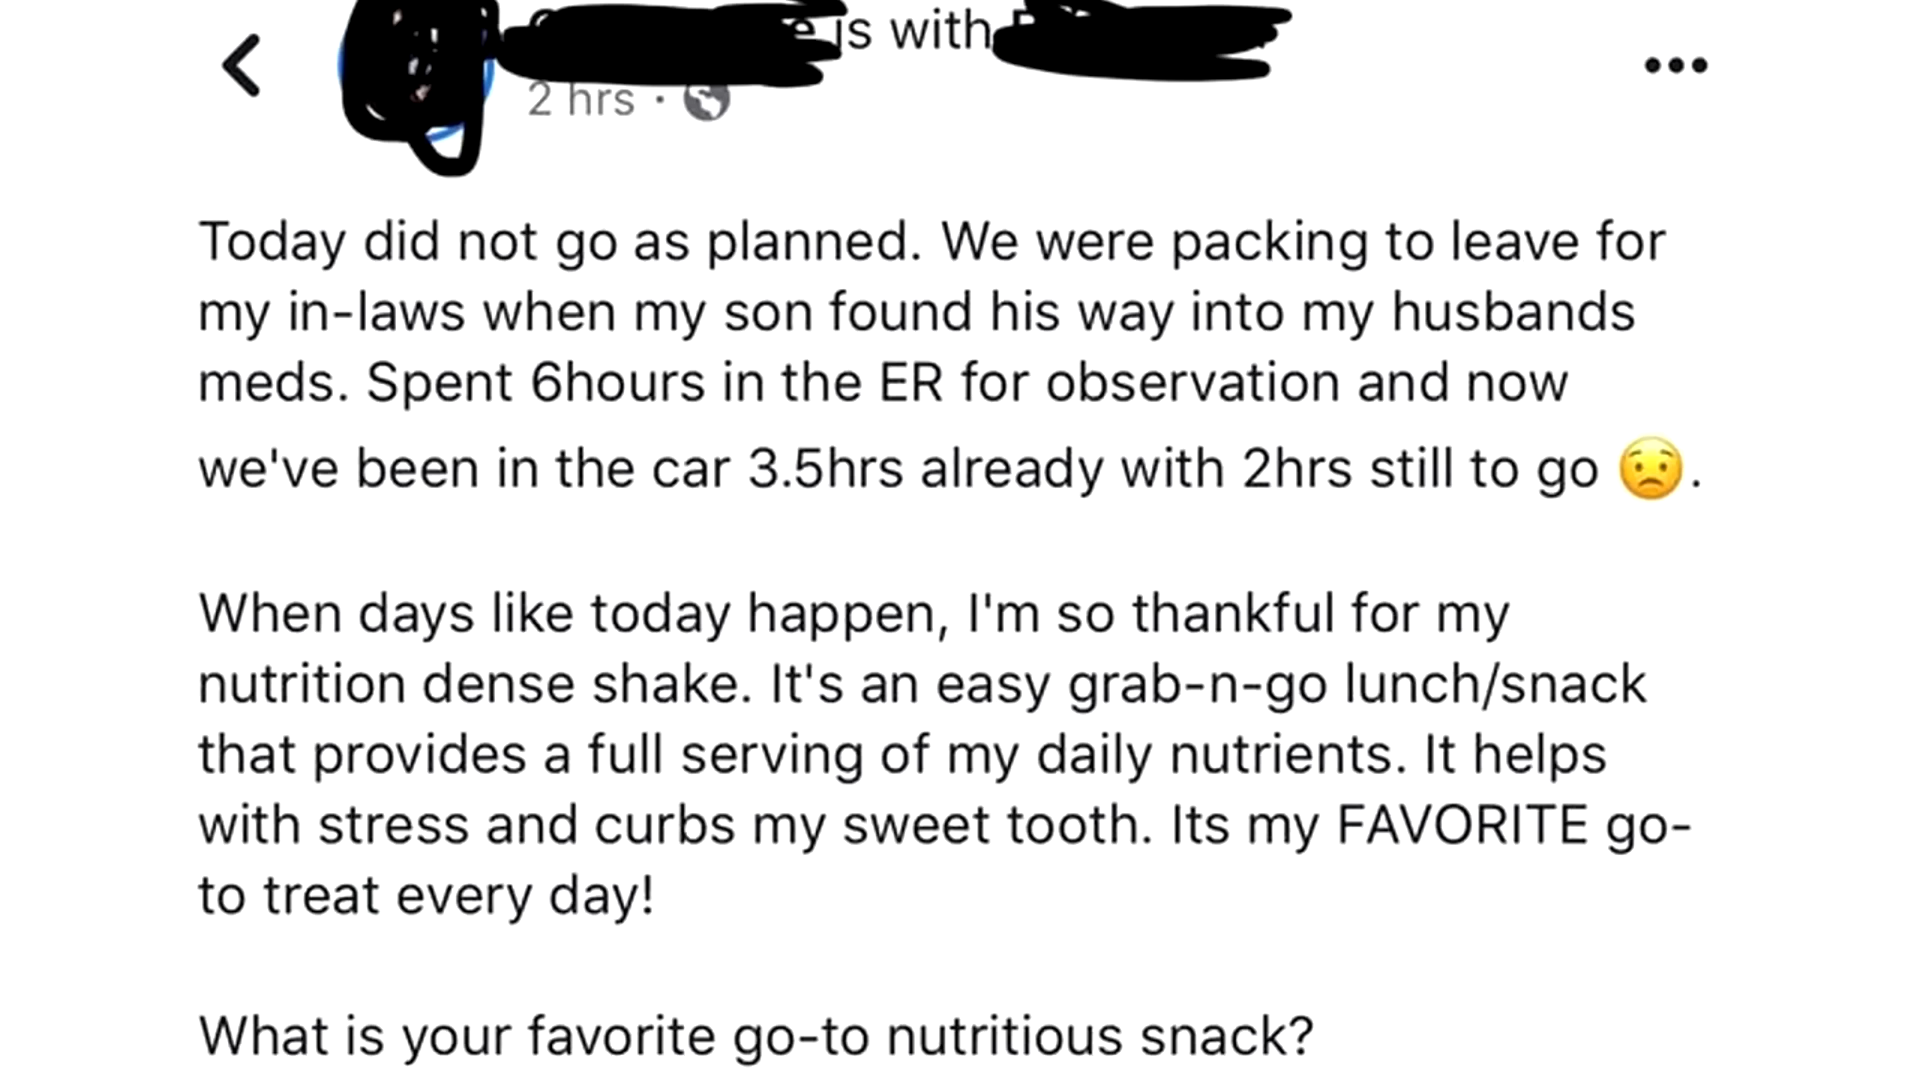 is with
2 hrs ·
Today did not go as planned. We were packing to leave for
my in-laws when my son found his way into my husbands
meds. Spent 6hours in the ER for observation and now
we've been in the car 3.5hrs already with 2hrs still to go 😟.
When days like today happen, I'm so thankful for my
nutrition dense shake. It's an easy grab-n-go lunch/snack
that provides a full serving of my daily nutrients. It helps
with stress and curbs my sweet tooth. Its my FAVORITE go-
to treat every day!
What is your favorite go-to nutritious snack?